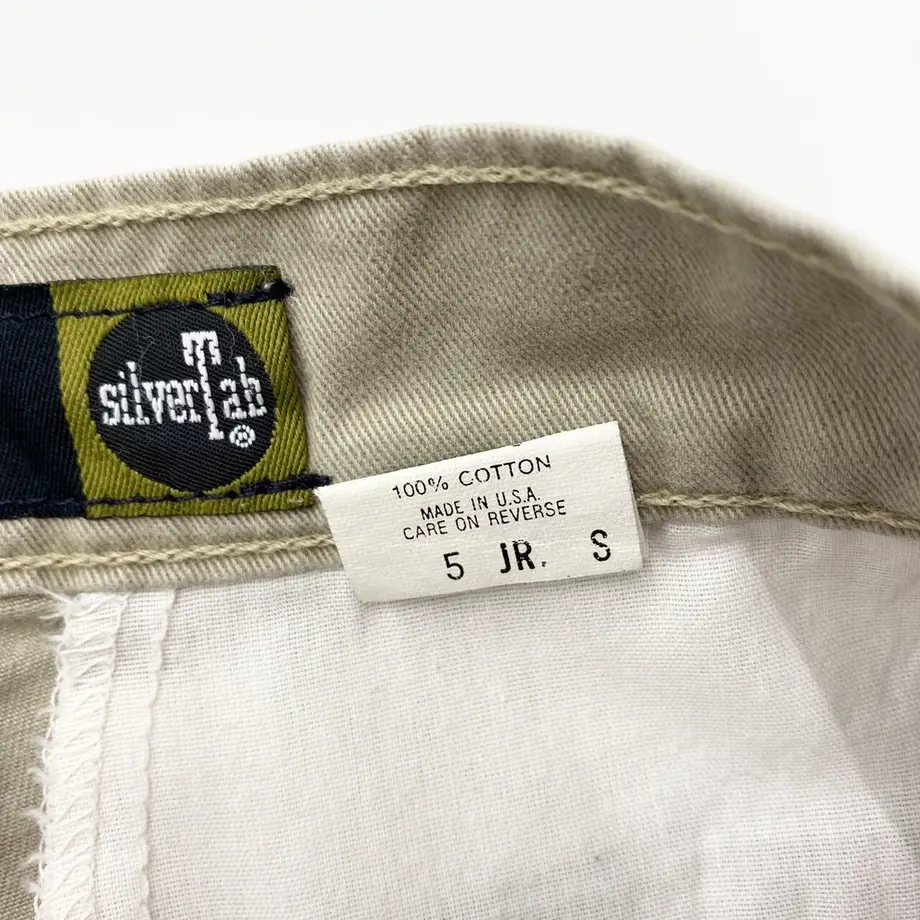 silverTab®
100% COTTON
MADE IN U.S.A.
CARE ON REVERSE
5 JR. S